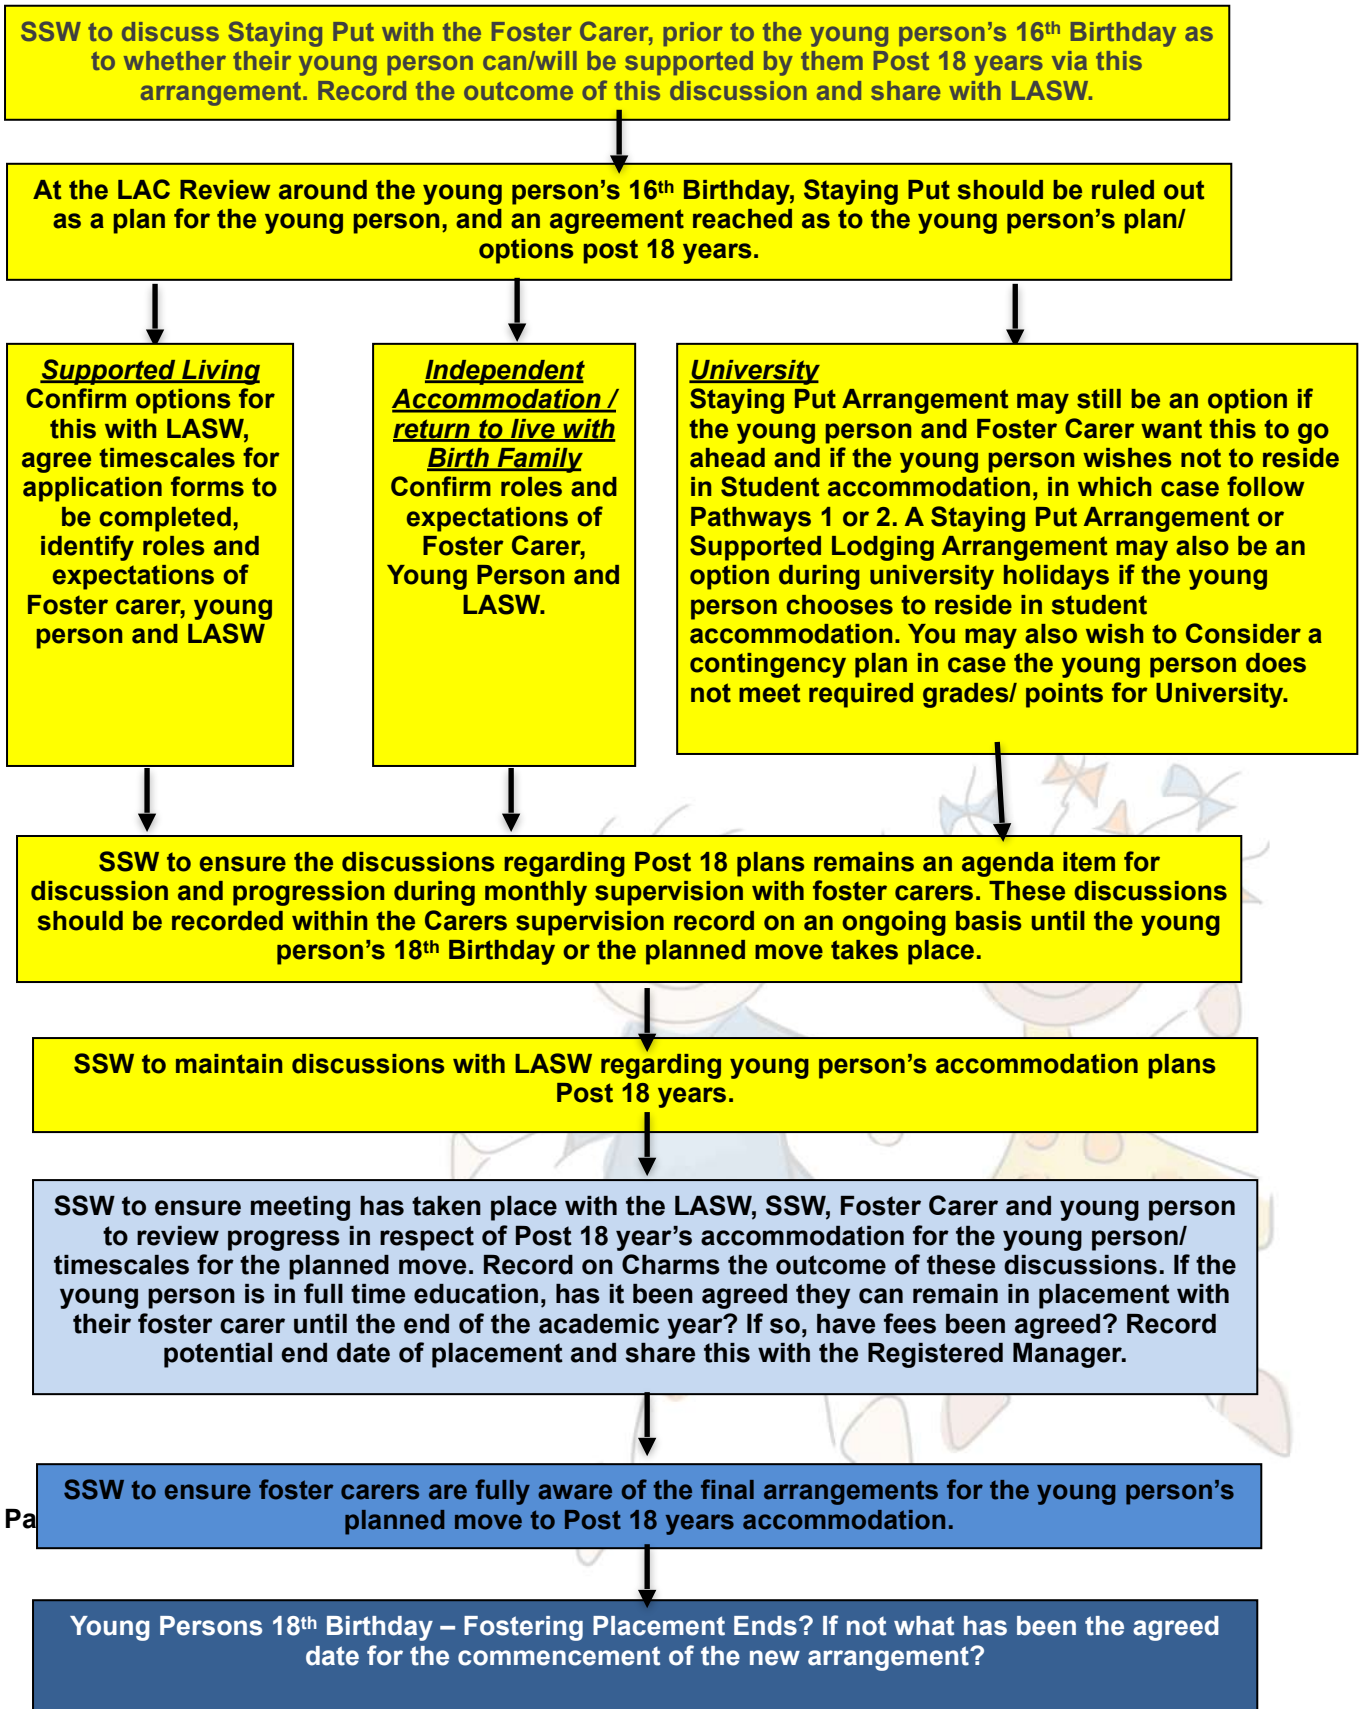 SSW to discuss Staying Put with the Foster Carer, prior to the young person’s 16th Birthday as
to whether their young person can/will be supported by them Post 18 years via this
arrangement. Record the outcome of this discussion and share with LASW.
At the LAC Review around the young person’s 16th Birthday, Staying Put should be ruled out
as a plan for the young person, and an agreement reached as to the young person’s plan/
options post 18 years.
Supported Living
Confirm options for
this with LASW,
agree timescales for
application forms to
be completed,
identify roles and
expectations of
Foster carer, young
person and LASW
Independent
Accommodation /
return to live with
Birth Family
Confirm roles and
expectations of
Foster Carer,
Young Person and
LASW.
University
Staying Put Arrangement may still be an option if
the young person and Foster Carer want this to go
ahead and if the young person wishes not to reside
in Student accommodation, in which case follow
Pathways 1 or 2. A Staying Put Arrangement or
Supported Lodging Arrangement may also be an
option during university holidays if the young
person chooses to reside in student
accommodation. You may also wish to Consider a
contingency plan in case the young person does
not meet required grades/ points for University.
SSW to ensure the discussions regarding Post 18 plans remains an agenda item for
discussion and progression during monthly supervision with foster carers. These discussions
should be recorded within the Carers supervision record on an ongoing basis until the young
person’s 18th Birthday or the planned move takes place.
SSW to maintain discussions with LASW regarding young person’s accommodation plans
Post 18 years.
SSW to ensure meeting has taken place with the LASW, SSW, Foster Carer and young person
to review progress in respect of Post 18 year’s accommodation for the young person/
timescales for the planned move. Record on Charms the outcome of these discussions. If the
young person is in full time education, has it been agreed they can remain in placement with
their foster carer until the end of the academic year? If so, have fees been agreed? Record
potential end date of placement and share this with the Registered Manager.
SSW to ensure foster carers are fully aware of the final arrangements for the young person’s
Pa
planned move to Post 18 years accommodation.
Young Persons 18th Birthday – Fostering Placement Ends? If not what has been the agreed
date for the commencement of the new arrangement?